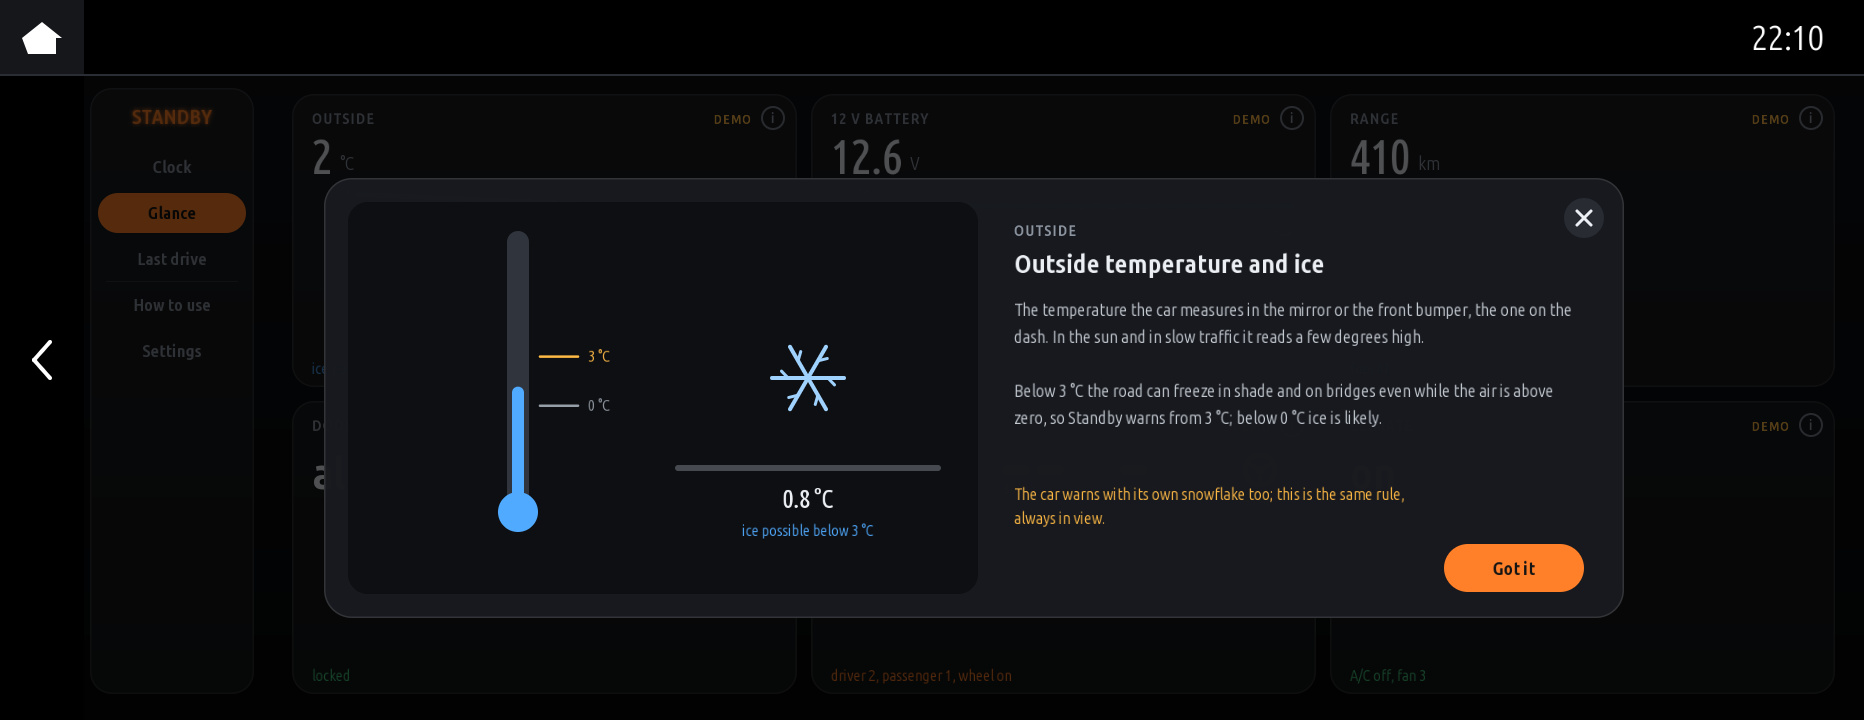 22:10
STANDBY
Clock
Glance
Last drive
How to use
Settings
OUTSIDE DEMO i
2 °C
12 V BATTERY DEMO i
12.6 V
RANGE DEMO i
410 km
ice
OUTSIDE
Outside temperature and ice
The temperature the car measures in the mirror or the front bumper, the one on the
dash. In the sun and in slow traffic it reads a few degrees high.
Below 3 °C the road can freeze in shade and on bridges even while the air is above
zero, so Standby warns from 3 °C; below 0 °C ice is likely.
The car warns with its own snowflake too; this is the same rule,
always in view.
Got it
3 °C
0 °C
0.8 °C
ice possible below 3 °C
DEMO i
locked
driver 2, passenger 1, wheel on
A/C off, fan 3